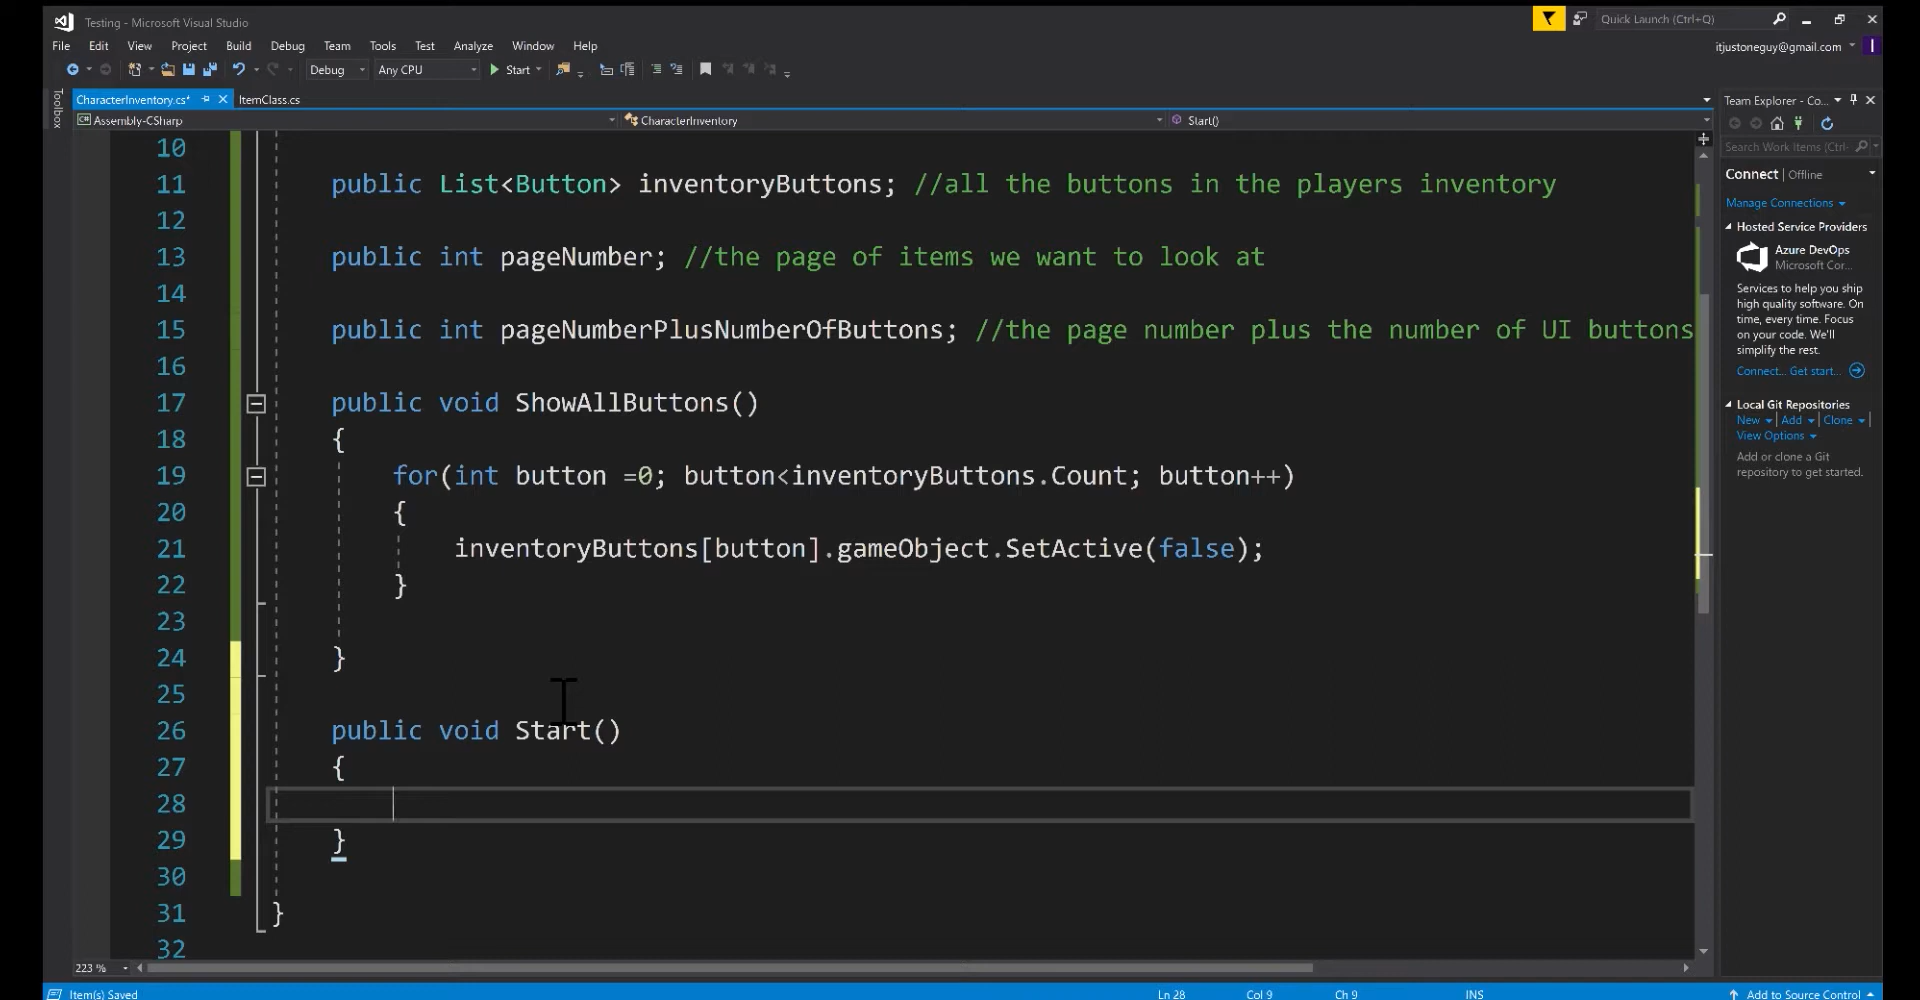 Testing - Microsoft Visual Studio
Quick Launch (Ctrl+Q)
File Edit View Project Build Debug Team Tools Test Analyze Window Help
itjustoneguy@gmail.com
I
Debug Any CPU Start
CharacterInventory.cs* ItemClass.cs
Team Explorer - Co...
Toolbox
Assembly-CSharp CharacterInventory Start()
Search Work Items (Ctrl-
Connect | Offline
Manage Connections
Hosted Service Providers
Azure DevOps
Microsoft Cor...
Services to help you ship
high quality software. On
time, every time. Focus
on your code. We'll
simplify the rest.
Connect... Get start...
Local Git Repositories
New | Add | Clone |
View Options
Add or clone a Git
repository to get started.
10
11 public List<Button> inventoryButtons; //all the buttons in the players inventory
12
13 public int pageNumber; //the page of items we want to look at
14
15 public int pageNumberPlusNumberOfButtons; //the page number plus the number of UI buttons
16
17 public void ShowAllButtons()
18 {
19 for(int button =0; button<inventoryButtons.Count; button++)
20 {
21 inventoryButtons[button].gameObject.SetActive(false);
22 }
23
24 }
25
26 public void Start()
27 {
28
29 }
30
31 }
32
223 %
Item(s) Saved Ln 28 Col 9 Ch 9 INS Add to Source Control